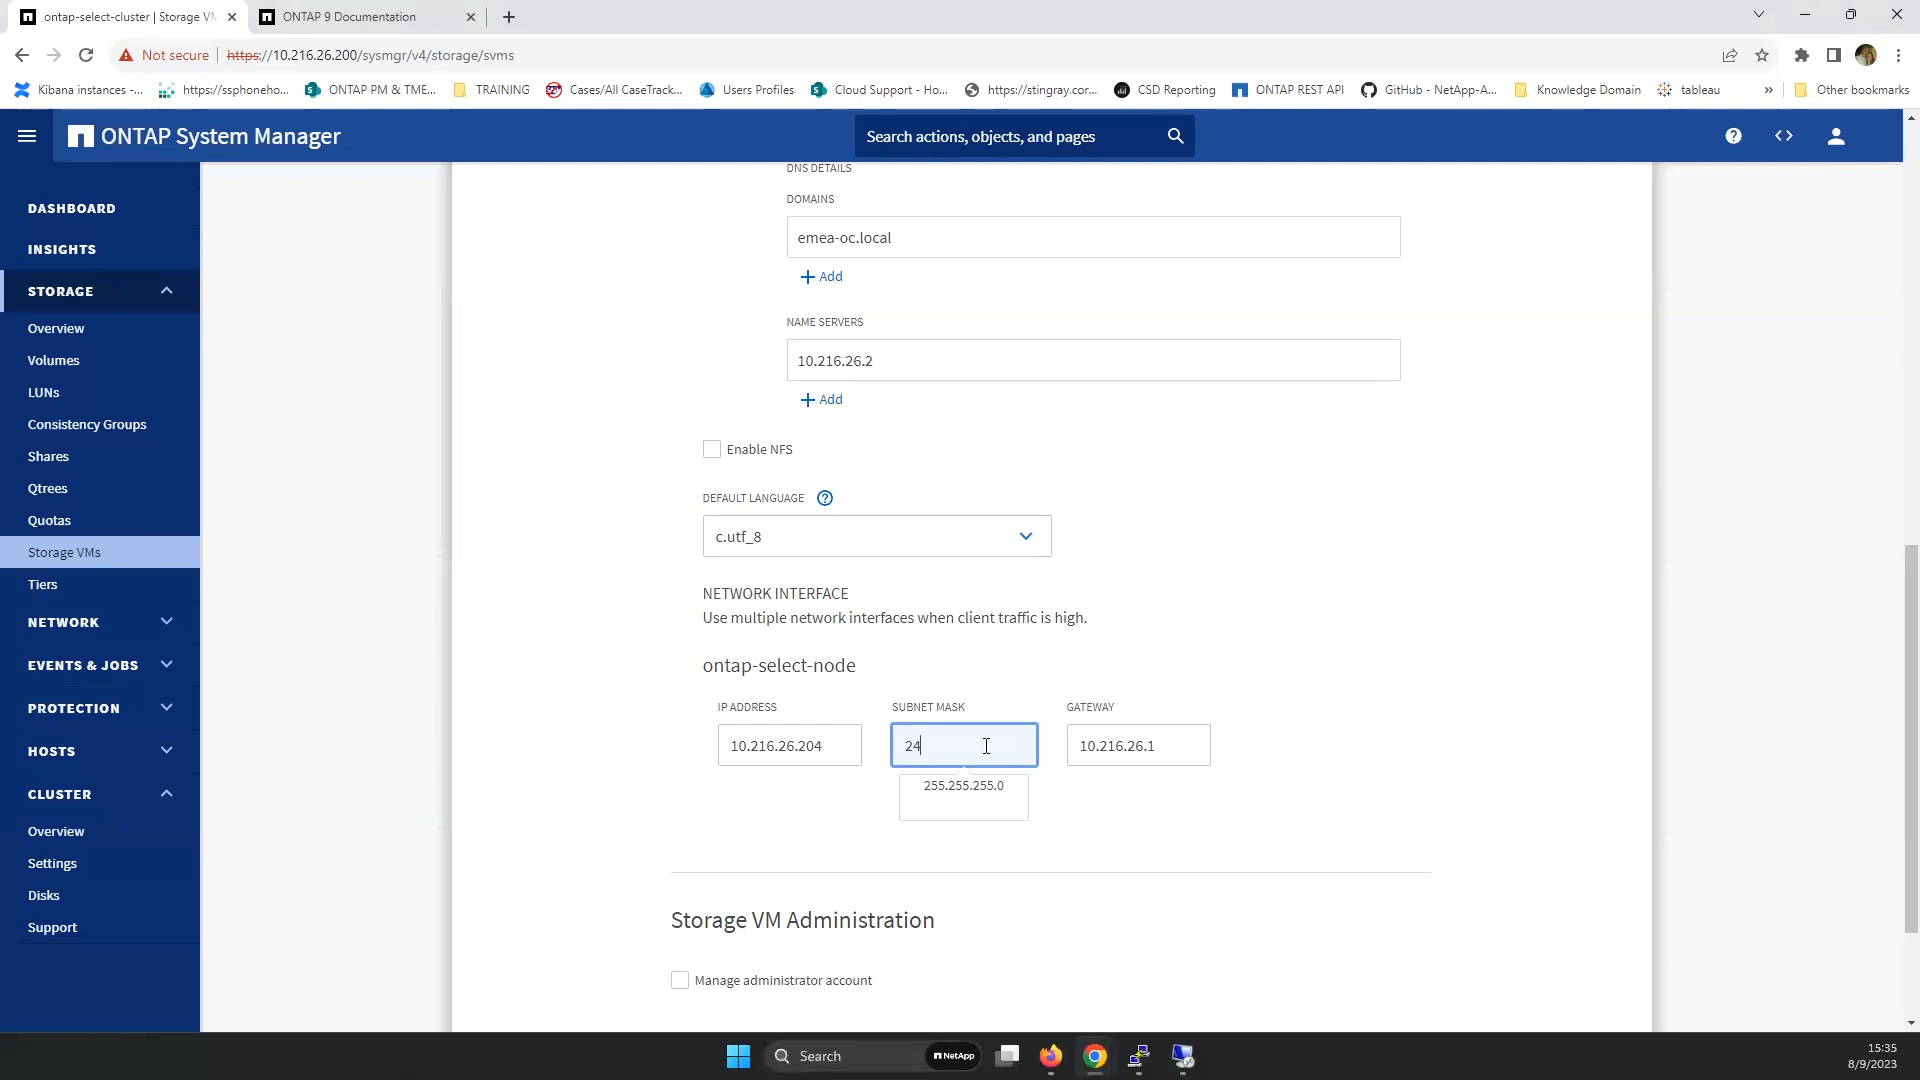 ontap-select-cluster | Storage VM
ONTAP 9 Documentation
Not secure
https://10.216.26.200/sysmgr/v4/storage/svms
Kibana instances -...
https://ssphoneho...
ONTAP PM & TME...
TRAINING
Cases/All CaseTrack...
Users Profiles
Cloud Support - Ho...
https://stingray.cor...
CSD Reporting
ONTAP REST API
GitHub - NetApp-A...
Knowledge Domain
tableau
»
Other bookmarks
ONTAP System Manager
Search actions, objects, and pages
DASHBOARD
INSIGHTS
STORAGE
Overview
Volumes
LUNs
Consistency Groups
Shares
Qtrees
Quotas
Storage VMs
Tiers
NETWORK
EVENTS & JOBS
PROTECTION
HOSTS
CLUSTER
Overview
Settings
Disks
Support
DNS DETAILS
DOMAINS
emea-oc.local
+ Add
NAME SERVERS
10.216.26.2
+ Add
Enable NFS
DEFAULT LANGUAGE ?
c.utf_8
NETWORK INTERFACE
Use multiple network interfaces when client traffic is high.
ontap-select-node
IP ADDRESS SUBNET MASK GATEWAY
10.216.26.204 24 10.216.26.1
255.255.255.0
Storage VM Administration
Manage administrator account
Search
NetApp
15:35
8/9/2023